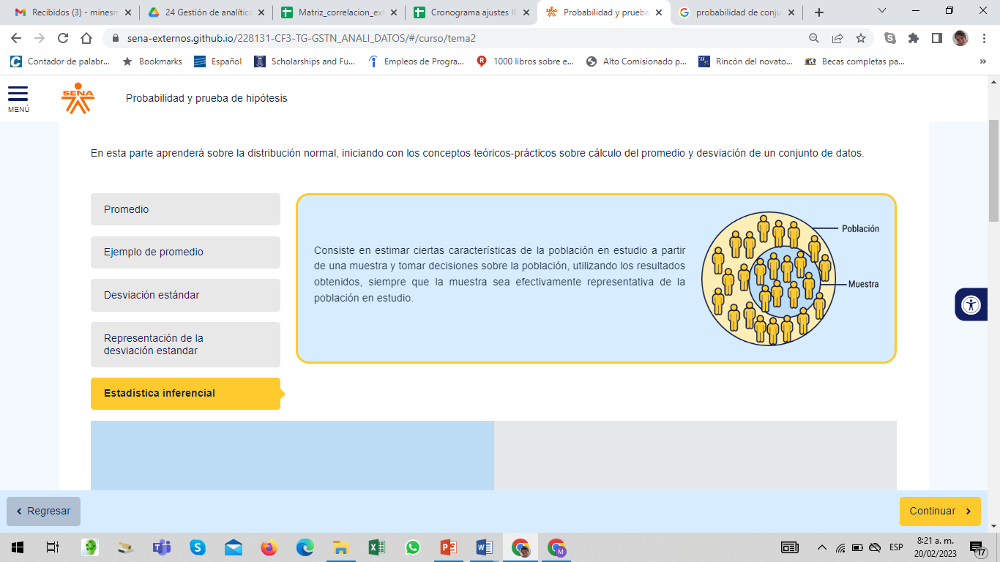 Recibidos (3) - minesm
24 Gestión de analítica
Matriz_correlacion_ext
Cronograma ajustes IE
Probabilidad y prueba
probabilidad de conju
sena-externos.github.io/228131-CF3-TG-GSTN_ANALI_DATOS/#/curso/tema2
Contador de palabr...
Bookmarks
Español
Scholarships and Fu...
Empleos de Progra...
1000 libros sobre e...
Alto Comisionado p...
Rincón del novato...
Becas completas pa...
»
MENÚ
SENA
Probabilidad y prueba de hipótesis
En esta parte aprenderá sobre la distribución normal, iniciando con los conceptos teóricos-prácticos sobre cálculo del promedio y desviación de un conjunto de datos.
Promedio
Ejemplo de promedio
Desviación estándar
Representación de la
desviación estandar
Estadística inferencial
Consiste en estimar ciertas características de la población en estudio a partir
de una muestra y tomar decisiones sobre la población, utilizando los resultados
obtenidos, siempre que la muestra sea efectivamente representativa de la
población en estudio.
Población
Muestra
Regresar
Continuar
ESP
8:21 a. m.
20/02/2023
17